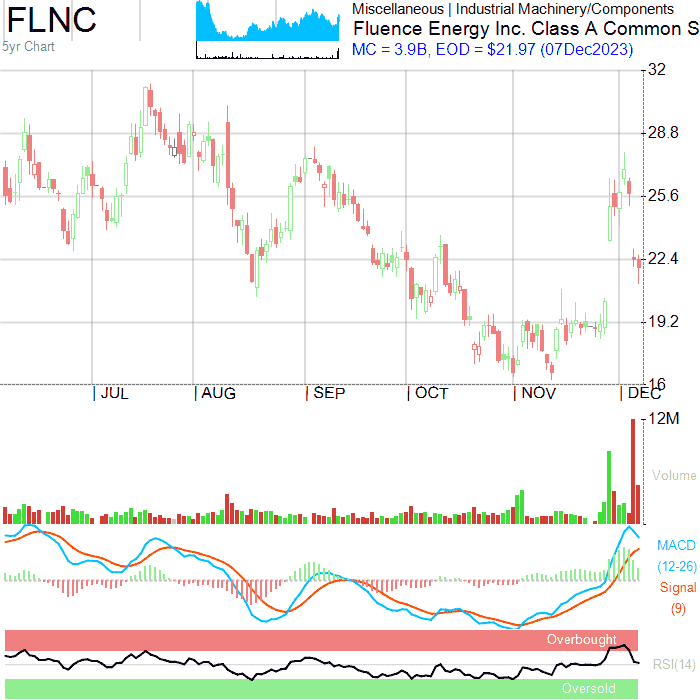 FLNC
5yr Chart
Miscellaneous | Industrial Machinery/Components
Fluence Energy Inc. Class A Common S
MC = 3.9B, EOD = $21.97 (07Dec2023)
32
28.8
25.6
22.4
19.2
16
JUL AUG SEP OCT NOV DEC
12M
Volume
MACD
(12-26)
Signal
(9)
Overbought
RSI(14)
Oversold